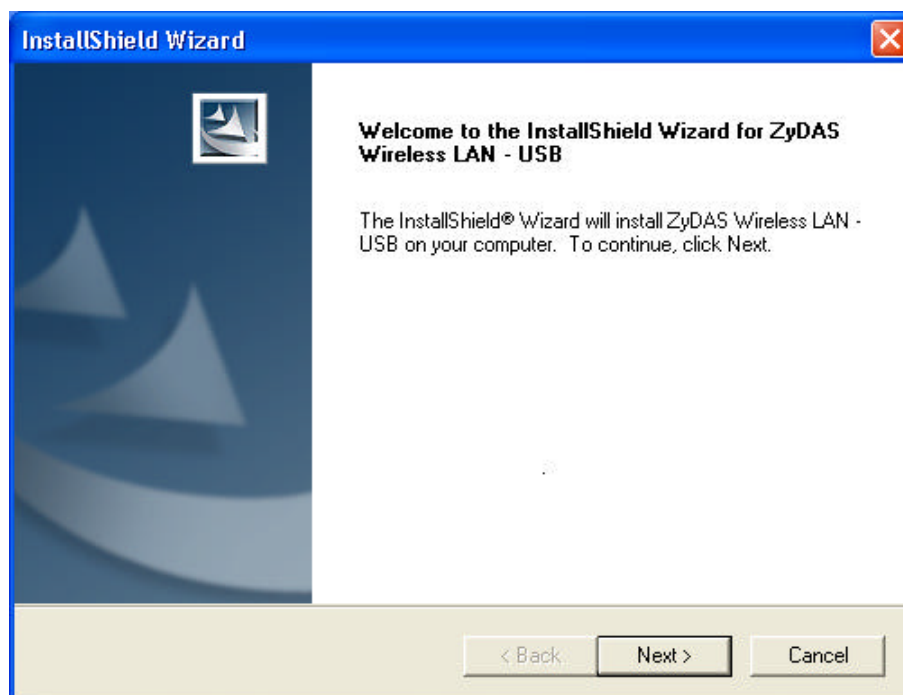 InstallShield Wizard
Welcome to the InstallShield Wizard for ZyDAS
Wireless LAN - USB
The InstallShield® Wizard will install ZyDAS Wireless LAN -
USB on your computer. To continue, click Next.
< Back
Next >
Cancel